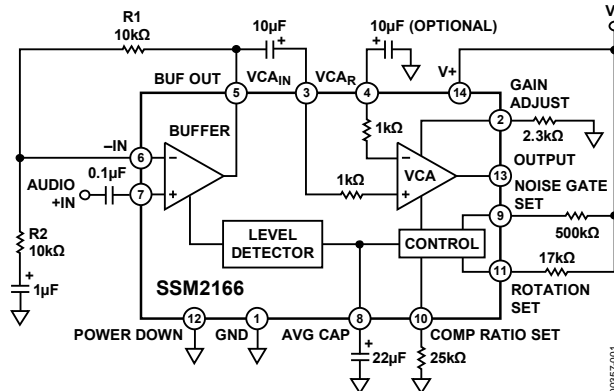 R1
10kΩ
10µF
+
10µF (OPTIONAL)
+
V
BUF OUT
VCAIN
VCAR
V+
5
3
4
14
GAIN
ADJUST
2
2.3kΩ
1kΩ
BUFFER
–IN
6
–
0.1µF
AUDIO
+IN
7
+
1kΩ
–
+
VCA
OUTPUT
13
NOISE GATE
SET
9
500kΩ
R2
10kΩ
LEVEL
DETECTOR
CONTROL
17kΩ
11
ROTATION
SET
+
1µF
SSM2166
12
1
8
10
POWER DOWN
GND
AVG CAP
COMP RATIO SET
+
22µF
25kΩ